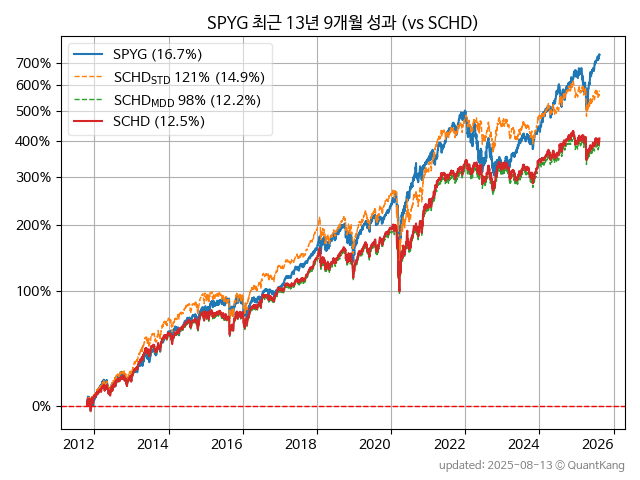 SPYG 최근 13년 9개월 성과 (vs SCHD)
SPYG (16.7%)
SCHD_STD 121% (14.9%)
SCHD_MDD 98% (12.2%)
SCHD (12.5%)
700%
600%
500%
400%
300%
200%
100%
0%
2012 2014 2016 2018 2020 2022 2024 2026
updated: 2025-08-13 © QuantKang